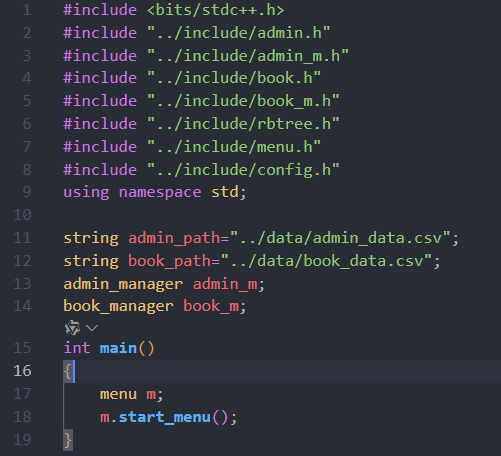 1 #include <bits/stdc++.h>
2 #include "../include/admin.h"
3 #include "../include/admin_m.h"
4 #include "../include/book.h"
5 #include "../include/book_m.h"
6 #include "../include/rbtree.h"
7 #include "../include/menu.h"
8 #include "../include/config.h"
9 using namespace std;
10
11 string admin_path="../data/admin_data.csv";
12 string book_path="../data/book_data.csv";
13 admin_manager admin_m;
14 book_manager book_m;
15 int main()
16 {
17     menu m;
18     m.start_menu();
19 }